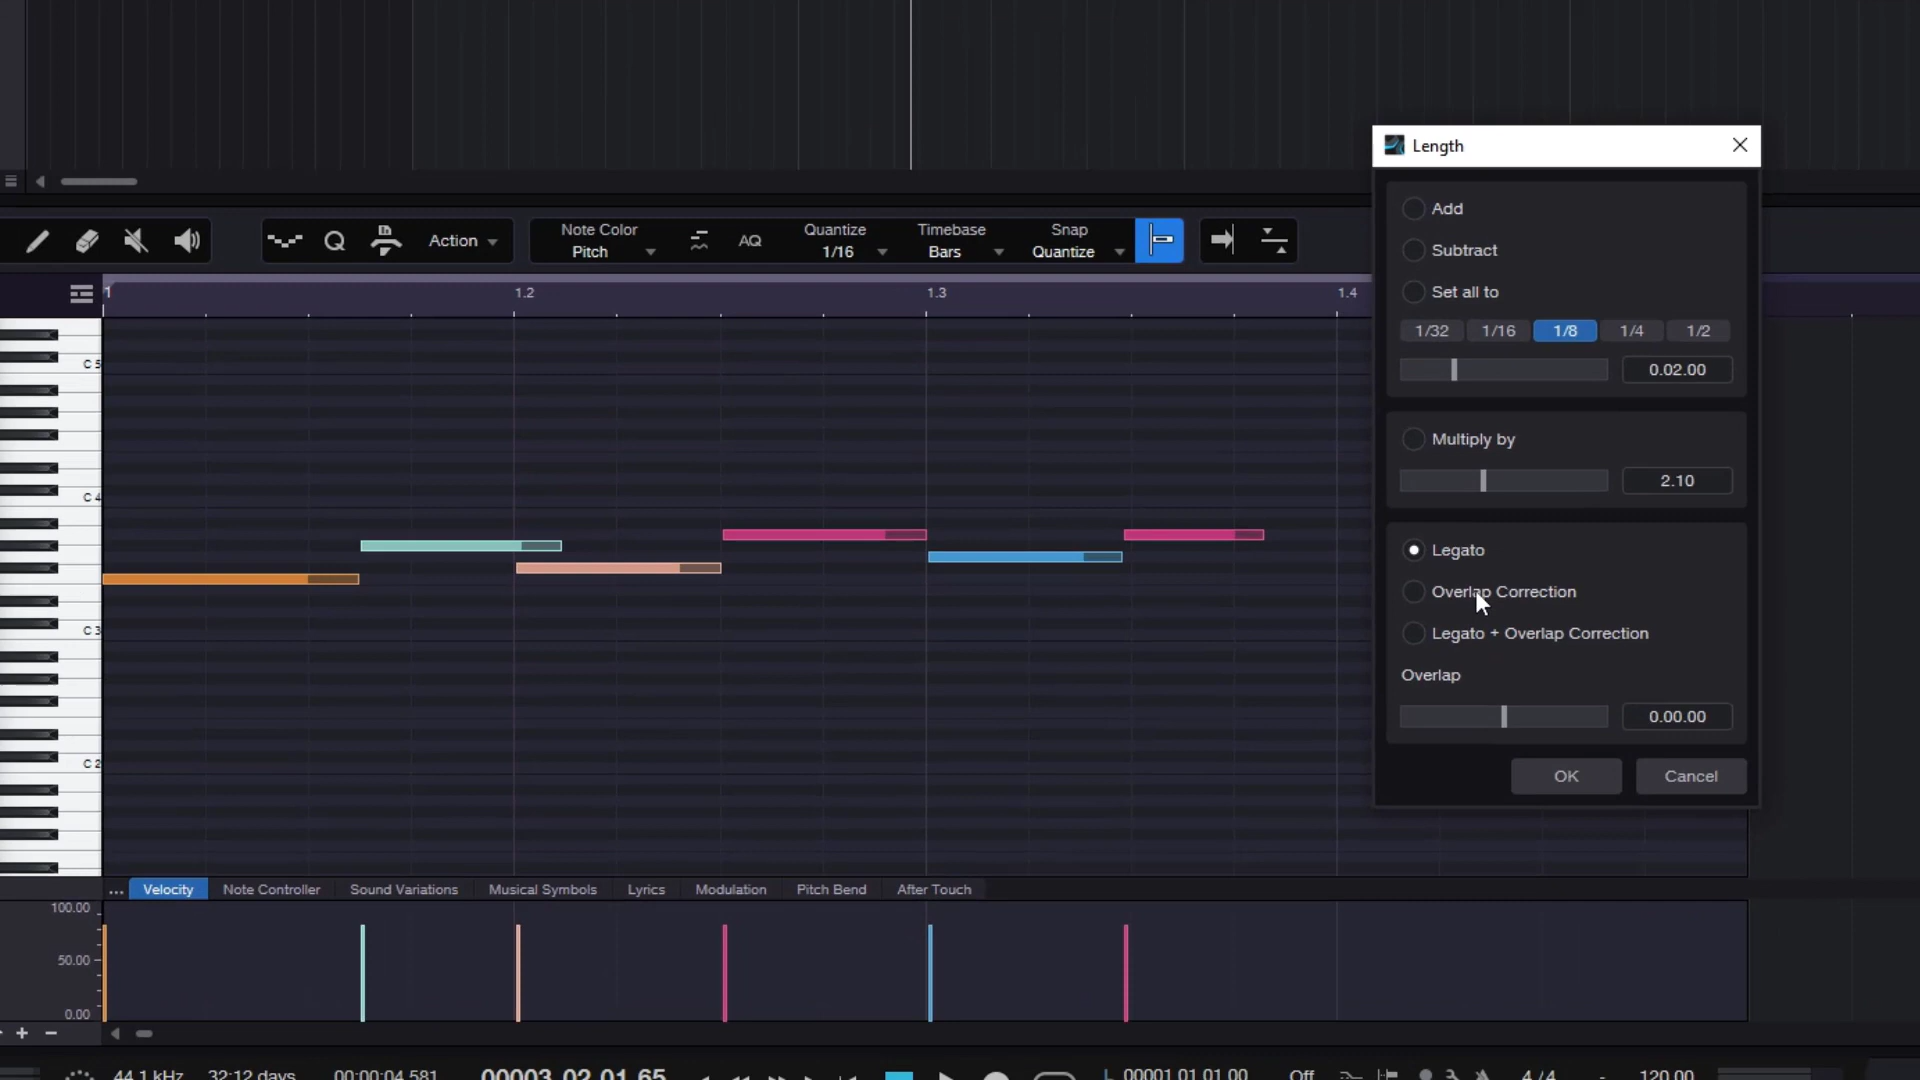 Length
Add
Subtract
Set all to
1/32 1/16 1/8 1/4 1/2
0.02.00
Multiply by
2.10
Legato
Overlap Correction
Legato + Overlap Correction
Overlap
0.00.00
OK Cancel
Q Action Note Color Quantize Timebase Snap
Pitch AQ 1/16 Bars Quantize
1 1.2 1.3 1.4
C 5
C 4
C 3
C 2
... Velocity Note Controller Sound Variations Musical Symbols Lyrics Modulation Pitch Bend After Touch
100.00
50.00
0.00
44.1 kHz 32:12 days 00:00:04.581 00003.02.01.65 L 00001.01.01.00 Off 4/4 - 120.00